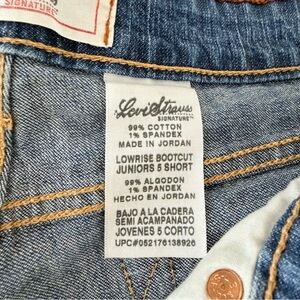 SIGNATURE
Levi Strauss
SIGNATURE™
99% COTTON
1% SPANDEX
MADE IN JORDAN
LOWRISE BOOTCUT
JUNIORS 5 SHORT
99% ALGODON
1% SPANDEX
HECHO EN JORDAN
BAJO A LA CADERA
SEMI ACAMPANADO
JOVENES 5 CORTO
UPC#052176138926